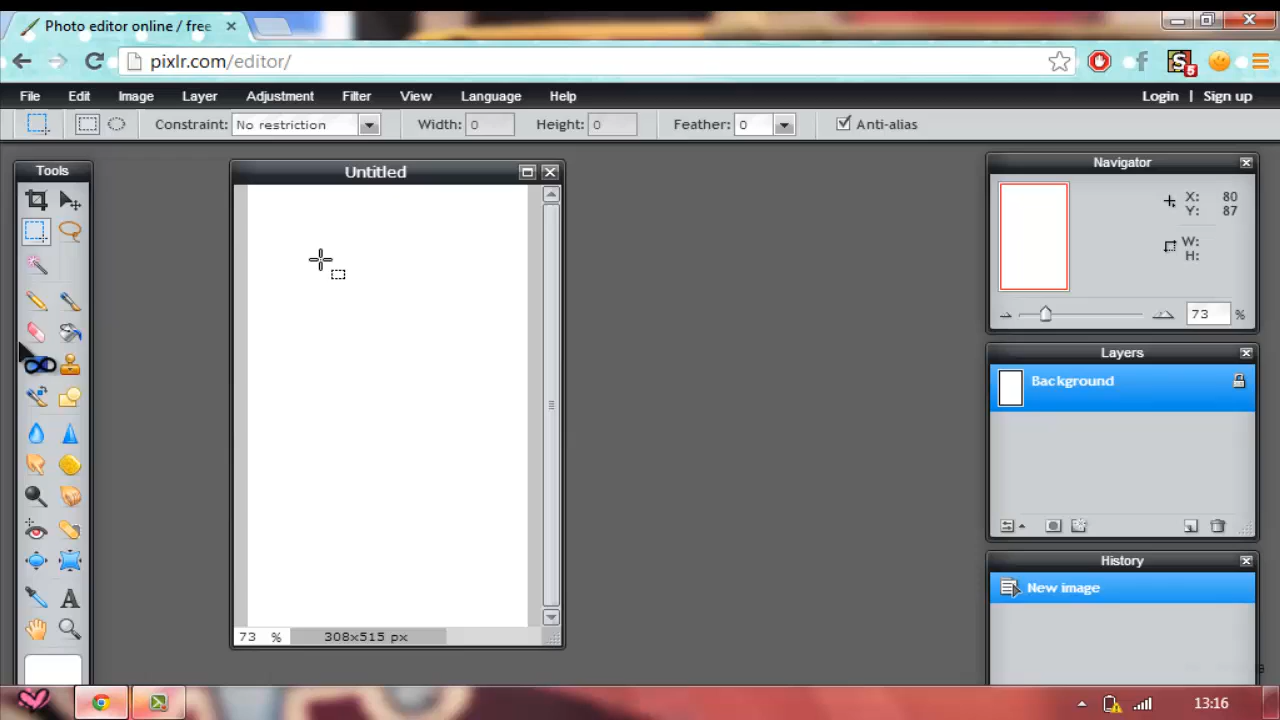 Photo editor online / free
pixlr.com/editor/
5
File Edit Image Layer Adjustment Filter View Language Help Login | Sign up
Constraint: No restriction Width: 0 Height: 0 Feather: 0 Anti-alias
Tools
Untitled
Navigator
X: 80
Y: 87
W:
H:
73 %
Layers
Background
History
New image
A
73 % 308x515 px
13:16